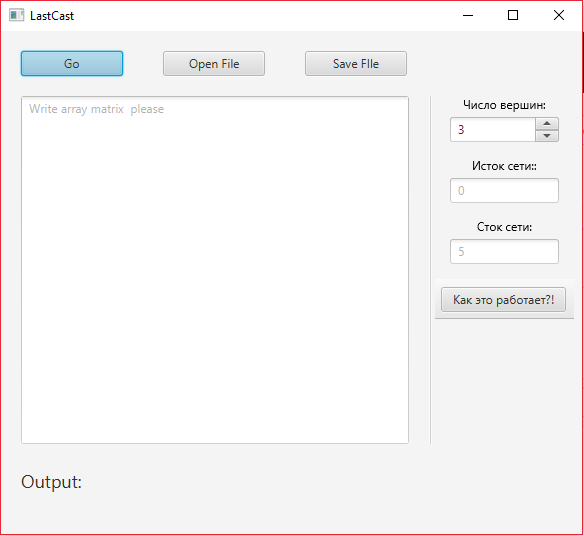 LastCast
Go
Open File
Save FIle
Write array matrix  please
Число вершин:
3
Исток сети::
0
Сток сети:
5
Как это работает?!
Output: